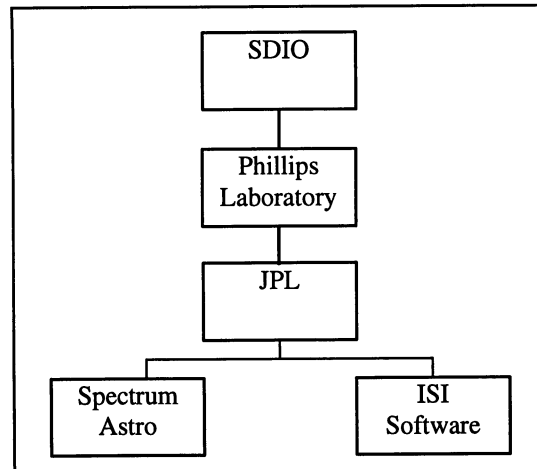 SDIO
Phillips
Laboratory
JPL
Spectrum
Astro
ISI
Software